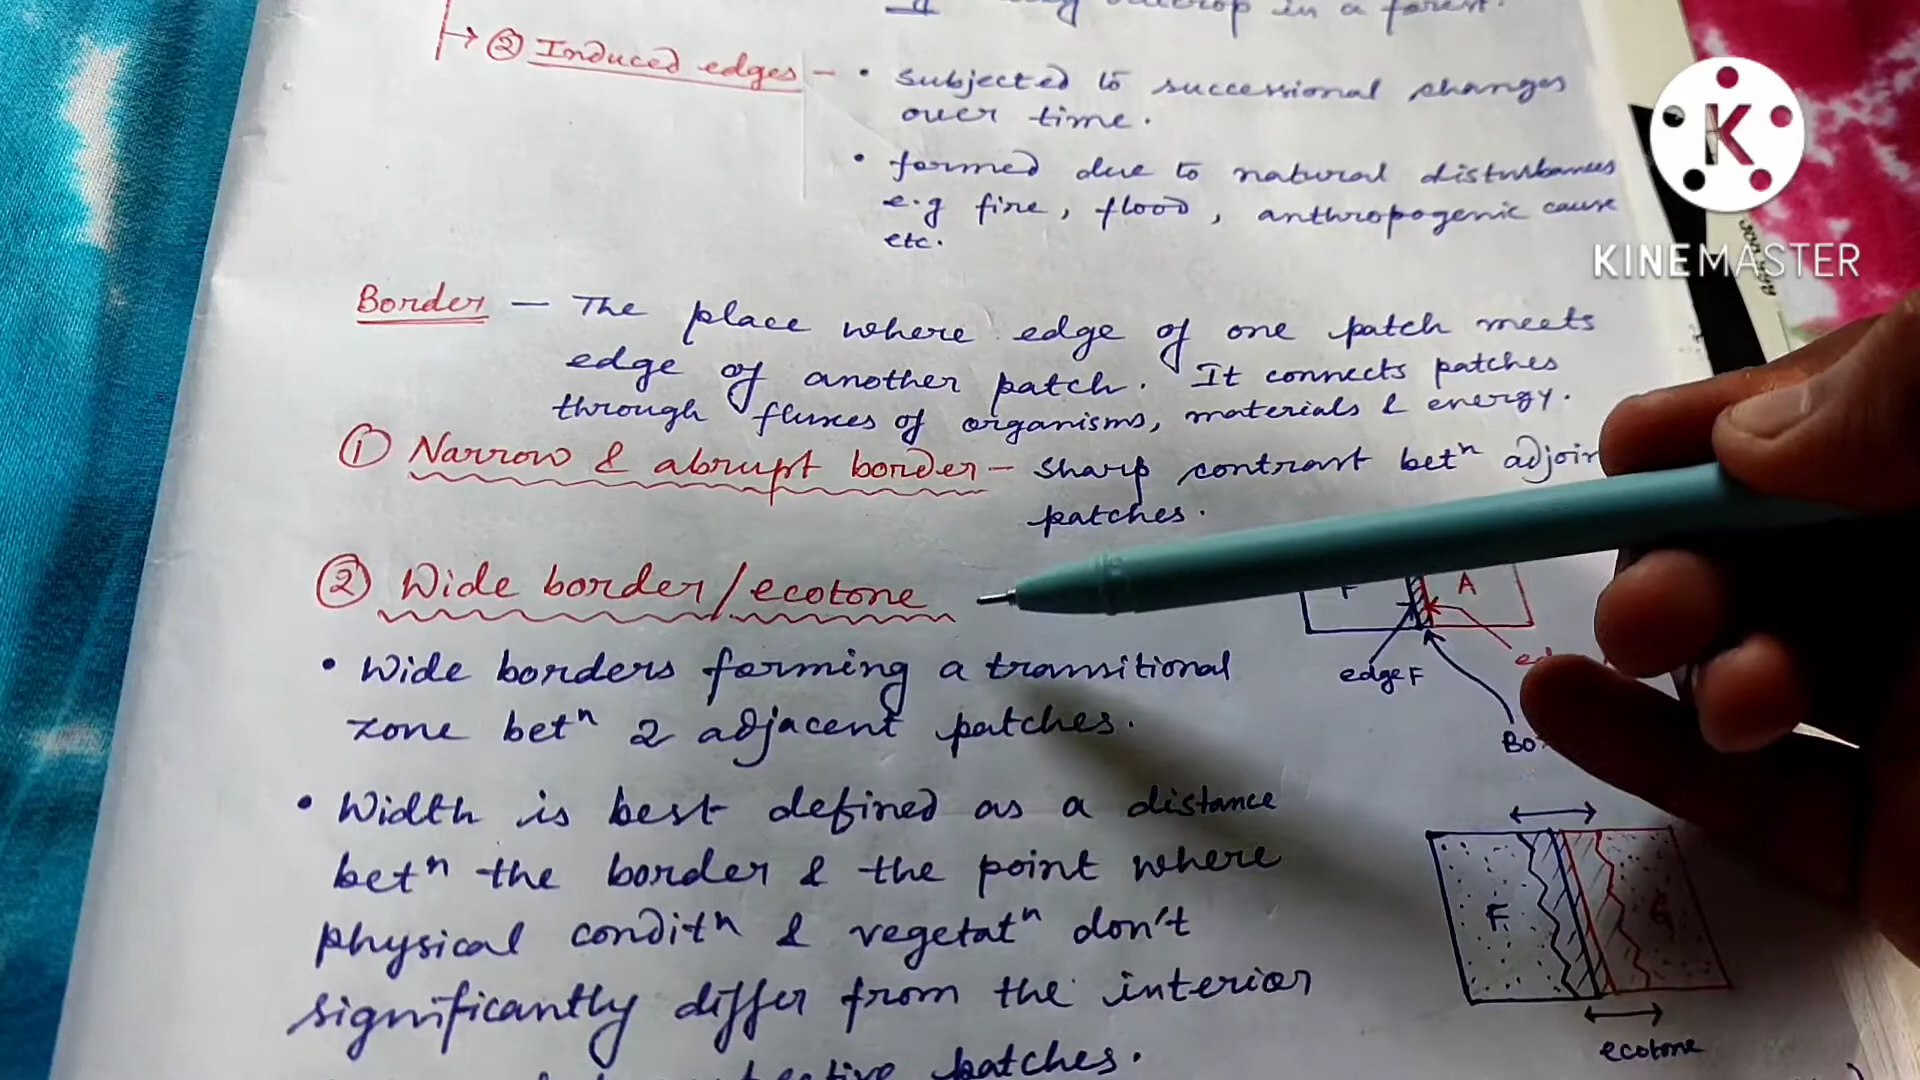 in a forest.
→ ② Induced edges – • subjected to successional changes
over time.
• formed due to natural disturbances
e.g fire, flood, anthropogenic cause
etc.
Border — The place where edge of one patch meets
edge of another patch. It connects patches
through fluxes of organisms, materials & energy.
① Narrow & abrupt border – sharp contrast betⁿ adjoin
patches.
② Wide border/ecotone
A
edge F
Bo
• Wide borders forming a transitional
zone betⁿ 2 adjacent patches.
• Width is best defined as a distance
betⁿ the border & the point where
physical conditⁿ & vegetatⁿ don't
significantly differ from the interior
patches.
F
G
ecotone
K
KINEMASTER